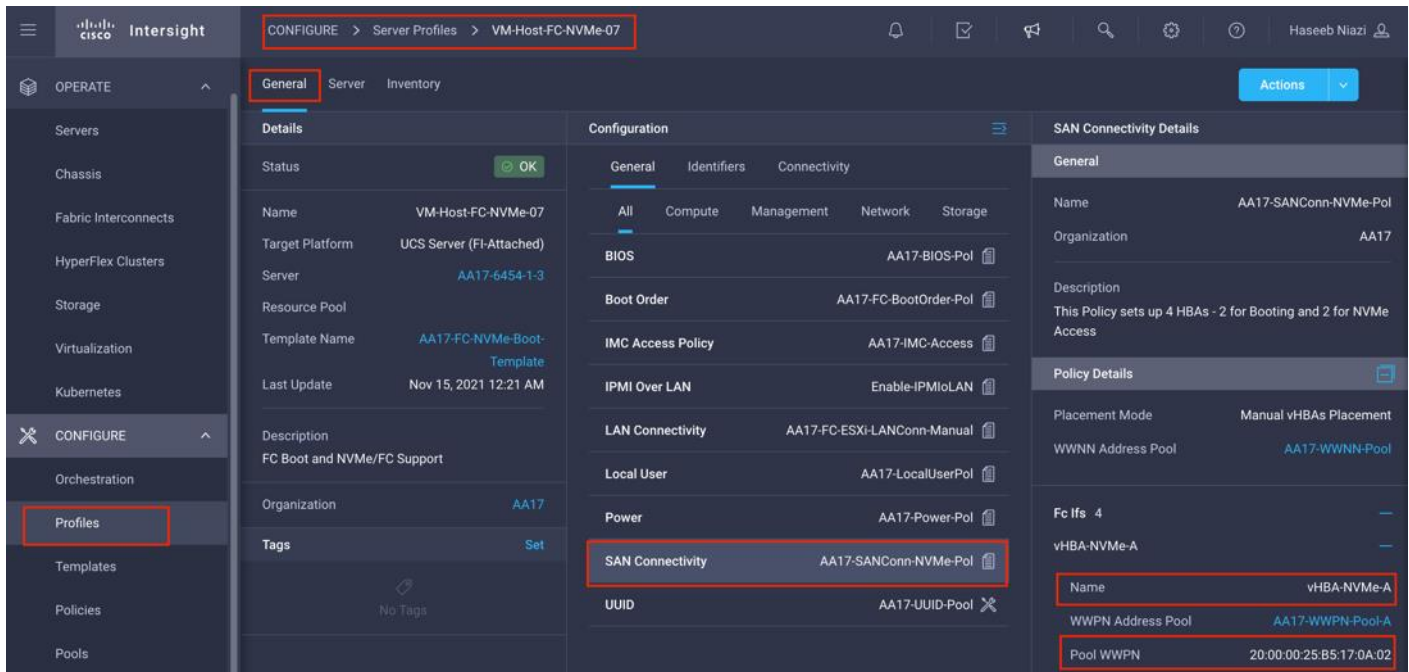 CISCO Intersight
CONFIGURE > Server Profiles > VM-Host-FC-NVMe-07
Haseeb Niazi
OPERATE
Servers
Chassis
Fabric Interconnects
HyperFlex Clusters
Storage
Virtualization
Kubernetes
CONFIGURE
Orchestration
Profiles
Templates
Policies
Pools
General Server Inventory
Actions
Details
Status OK
Name VM-Host-FC-NVMe-07
Target Platform UCS Server (FI-Attached)
Server AA17-6454-1-3
Resource Pool
Template Name AA17-FC-NVMe-Boot-
Template
Last Update Nov 15, 2021 12:21 AM
Description
FC Boot and NVMe/FC Support
Organization AA17
Tags Set
No Tags
Configuration
General Identifiers Connectivity
All Compute Management Network Storage
BIOS AA17-BIOS-Pol
Boot Order AA17-FC-BootOrder-Pol
IMC Access Policy AA17-IMC-Access
IPMI Over LAN Enable-IPMIoLAN
LAN Connectivity AA17-FC-ESXi-LANConn-Manual
Local User AA17-LocalUserPol
Power AA17-Power-Pol
SAN Connectivity AA17-SANConn-NVMe-Pol
UUID AA17-UUID-Pool
SAN Connectivity Details
General
Name AA17-SANConn-NVMe-Pol
Organization AA17
Description
This Policy sets up 4 HBAs - 2 for Booting and 2 for NVMe
Access
Policy Details
Placement Mode Manual vHBAs Placement
WWNN Address Pool AA17-WWNN-Pool
Fc Ifs 4
vHBA-NVMe-A
Name vHBA-NVMe-A
WWPN Address Pool AA17-WWPN-Pool-A
Pool WWPN 20:00:00:25:B5:17:0A:02